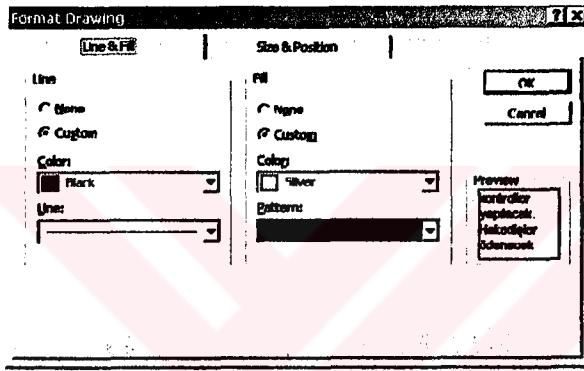 Format Drawing
Line & Fill
Size & Position
Line
None
Custom
Color:
Black
Line:
Fill
None
Custom
Color:
Silver
Pattern:
OK
Cancel
Preview
kontroller
yapılacak.
Hakedişler
ödenecek